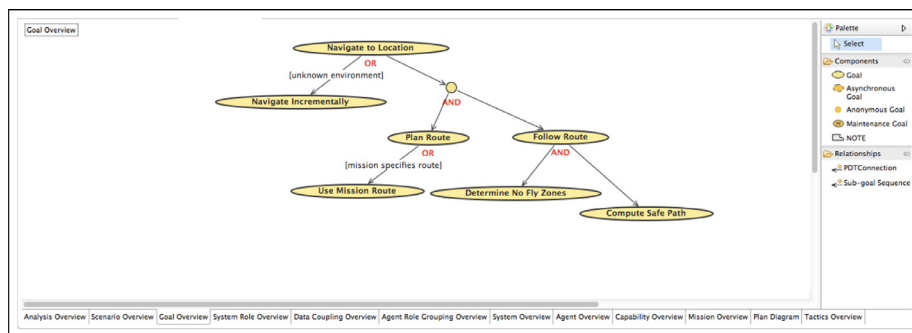 Goal Overview
Navigate to Location
OR
[unknown environment]
Navigate Incrementally
AND
Plan Route
Follow Route
OR
AND
[mission specifies route]
Use Mission Route
Determine No Fly Zones
Compute Safe Path
Palette
Select
Components
Goal
Asynchronous
Goal
Anonymous Goal
Maintenance Goal
NOTE
Relationships
PDTConnection
Sub-goal Sequence
Analysis Overview Scenario Overview Goal Overview System Role Overview Data Coupling Overview Agent Role Grouping Overview System Overview Agent Overview Capability Overview Mission Overview Plan Diagram Tactics Overview